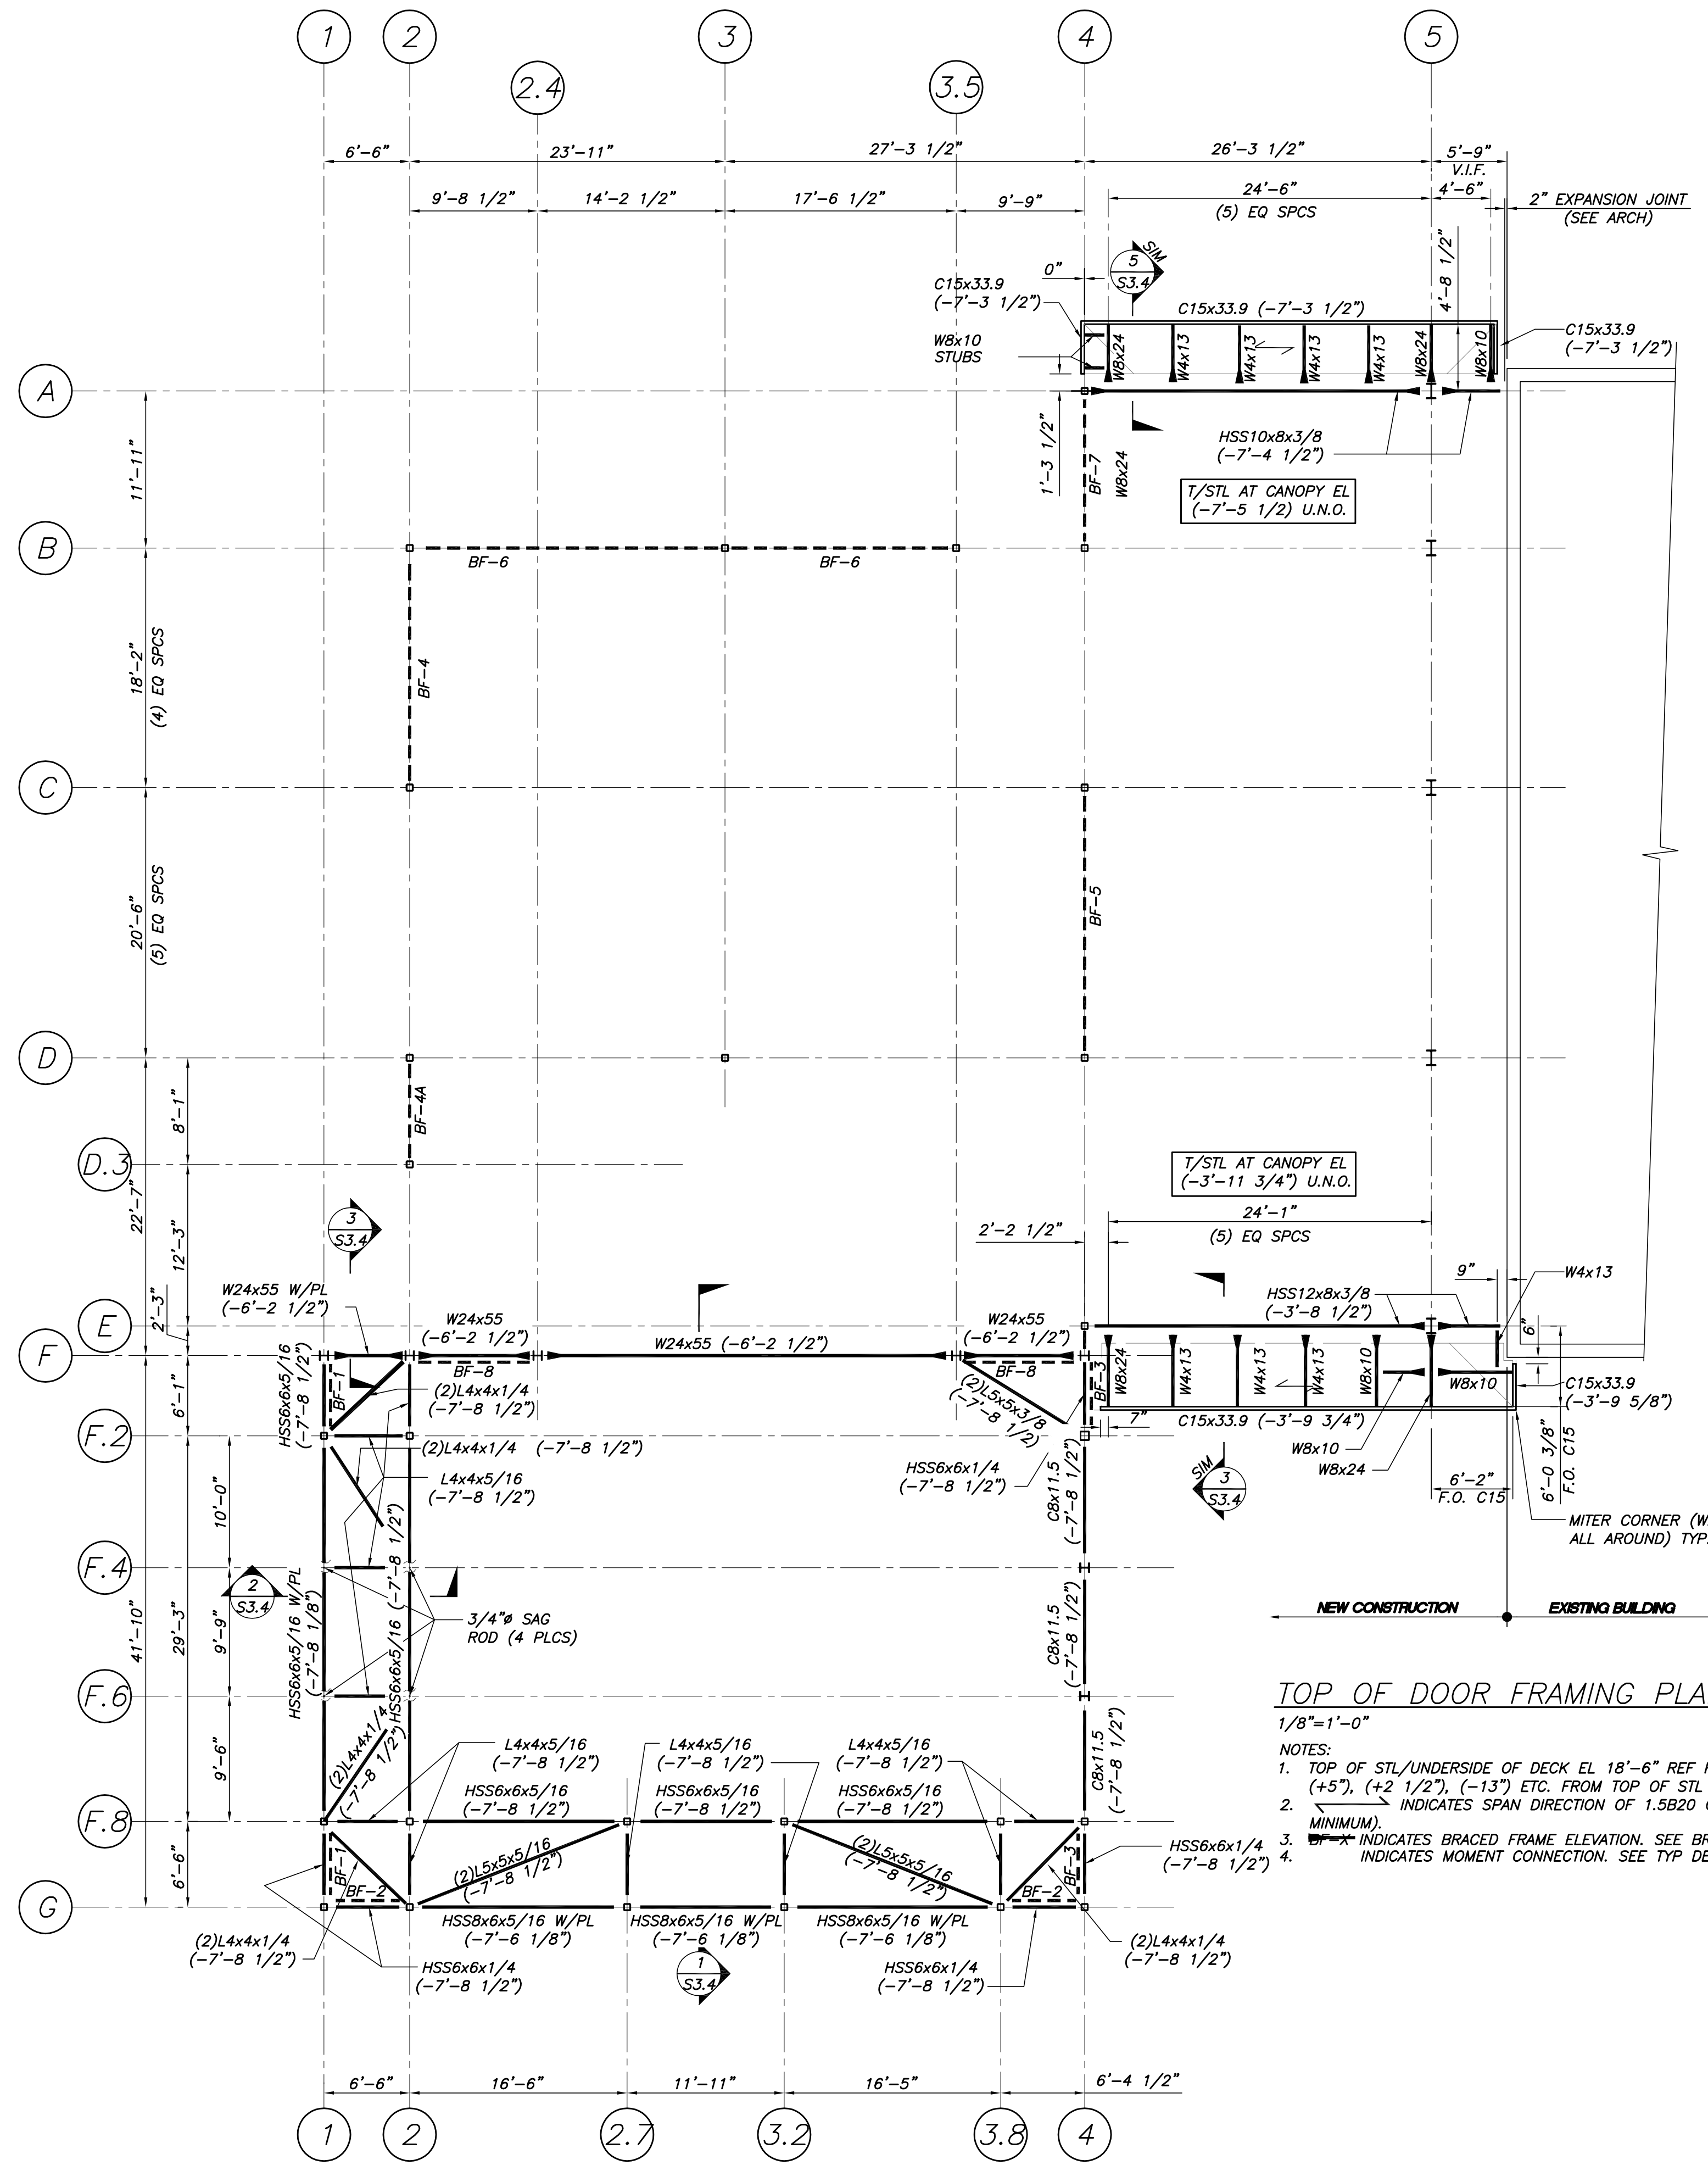 1
2
3
4
5
2.4
3.5
6'-6"
23'-11"
27'-3 1/2"
26'-3 1/2"
5'-9"
V.I.F.
9'-8 1/2"
14'-2 1/2"
17'-6 1/2"
9'-9"
24'-6"
(5) EQ SPCS
4'-6"
2" EXPANSION JOINT
(SEE ARCH)
4'-8 1/2"
0"
5
S3.4
SIM
C15x33.9
(-7'-3 1/2")
C15x33.9 (-7'-3 1/2")
C15x33.9
(-7'-3 1/2")
W8x10
STUBS
W8x24
W4x13
W4x13
W4x13
W4x13
W8x24
W8x10
A
1'-3 1/2"
HSS10x8x3/8
(-7'-4 1/2")
T/STL AT CANOPY EL
(-7'-5 1/2) U.N.O.
BF-7
W8x24
11'-11"
B
BF-6
BF-6
18'-2"
(4) EQ SPCS
BF-4
C
20'-6"
(5) EQ SPCS
BF-5
D
8'-1"
BF-4A
D.3
22'-7"
12'-3"
2'-3"
3
S3.4
T/STL AT CANOPY EL
(-3'-11 3/4") U.N.O.
24'-1"
(5) EQ SPCS
2'-2 1/2"
9"
W4x13
W24x55 W/PL
(-6'-2 1/2")
HSS12x8x3/8
(-3'-8 1/2")
E
W24x55
(-6'-2 1/2")
W24x55 (-6'-2 1/2")
W24x55
(-6'-2 1/2")
6"
F
HSS6x6x5/16
(-7'-8 1/2")
BF-1
BF-8
BF-8
BF-3
(2)L4x4x1/4
(-7'-8 1/2")
(2)L5x5x3/8
(-7'-8 1/2")
W8x24
W4x13
W4x13
W4x13
W8x10
W8x10
C15x33.9
(-3'-9 5/8")
6'-1"
7"
C15x33.9 (-3'-9 3/4")
F.2
(2)L4x4x1/4 (-7'-8 1/2")
L4x4x5/16
(-7'-8 1/2")
HSS6x6x1/4
(-7'-8 1/2")
C8x11.5
(-7'-8 1/2")
W8x10
W8x24
SIM
3
S3.4
6'-2"
F.O. C15
6'-0 3/8"
F.O. C15
MITER CORNER (W
ALL AROUND) TYP.
10'-0"
F.4
2
S3.4
41'-10"
29'-3"
9'-9"
HSS6x6x5/16 W/PL
(-7'-8 1/8")
HSS6x6x5/16
(-7'-8 1/2")
3/4"ø SAG
ROD (4 PLCS)
C8x11.5
(-7'-8 1/2")
NEW CONSTRUCTION
EXISTING BUILDING
F.6
9'-6"
(2)L4x4x1/4
(-7'-8 1/2")
L4x4x5/16
(-7'-8 1/2")
L4x4x5/16
(-7'-8 1/2")
L4x4x5/16
(-7'-8 1/2")
C8x11.5
(-7'-8 1/2")
HSS6x6x5/16
(-7'-8 1/2")
HSS6x6x5/16
(-7'-8 1/2")
HSS6x6x5/16
(-7'-8 1/2")
TOP OF DOOR FRAMING PLA
1/8"=1'-0"
NOTES:
1. TOP OF STL/UNDERSIDE OF DECK EL 18'-6" REF
(+5"), (+2 1/2"), (-13") ETC. FROM TOP OF STL
2. INDICATES SPAN DIRECTION OF 1.5B20
MINIMUM).
3. BF-X INDICATES BRACED FRAME ELEVATION. SEE BR
4. INDICATES MOMENT CONNECTION. SEE TYP DE
F.8
6'-6"
BF-1
BF-2
(2)L5x5x5/16
(-7'-8 1/2")
(2)L5x5x5/16
(-7'-8 1/2")
BF-2
BF-3
HSS6x6x1/4
(-7'-8 1/2")
G
HSS8x6x5/16 W/PL
(-7'-6 1/8")
HSS8x6x5/16 W/PL
(-7'-6 1/8")
HSS8x6x5/16 W/PL
(-7'-6 1/8")
(2)L4x4x1/4
(-7'-8 1/2")
HSS6x6x1/4
(-7'-8 1/2")
1
S3.4
HSS6x6x1/4
(-7'-8 1/2")
(2)L4x4x1/4
(-7'-8 1/2")
6'-6"
16'-6"
11'-11"
16'-5"
6'-4 1/2"
1
2
2.7
3.2
3.8
4